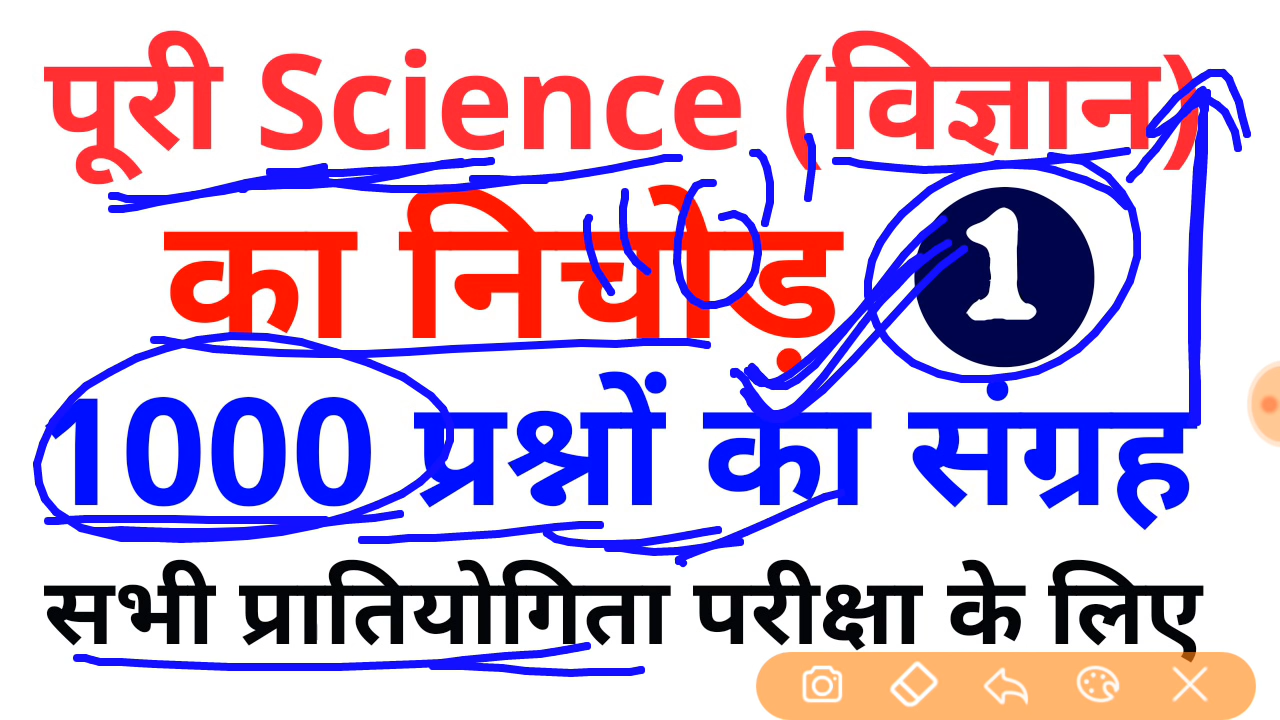 पूरी Science (विज्ञान)
का निचोड़ 1
1000 प्रश्नों का संग्रह
सभी प्रातियोगिता परीक्षा के लिए